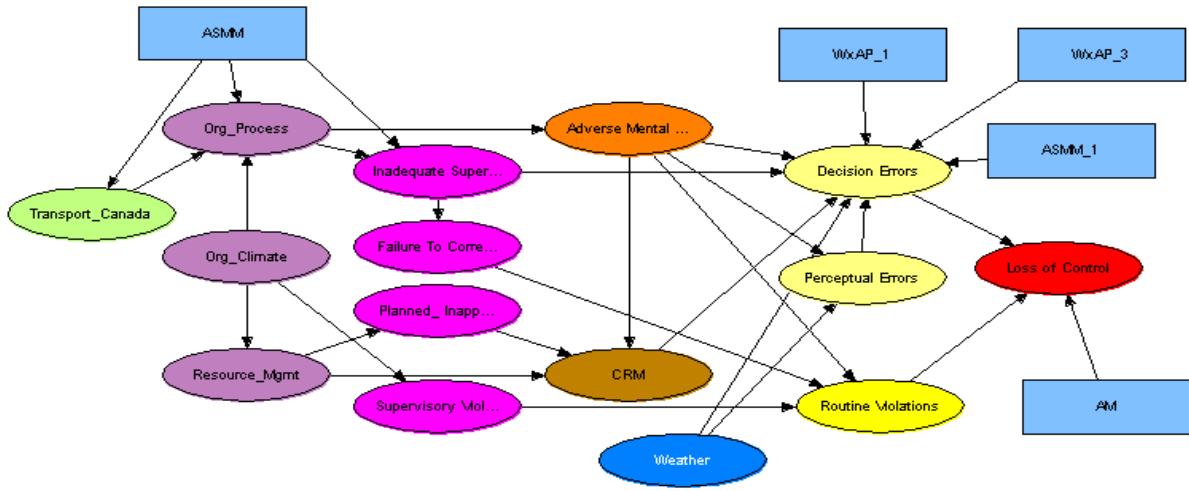 ASMM
WxAP_1
WxAP_3
Org_Process
Adverse Mental ...
ASMM_1
Inadequate Super...
Decision Errors
Transport_Canada
Failure To Corre...
Org_Climate
Perceptual Errors
Loss of Control
Planned_ Inapp...
Resource_Mgmt
CRM
Supervisory Viol...
Routine Violations
AM
Weather